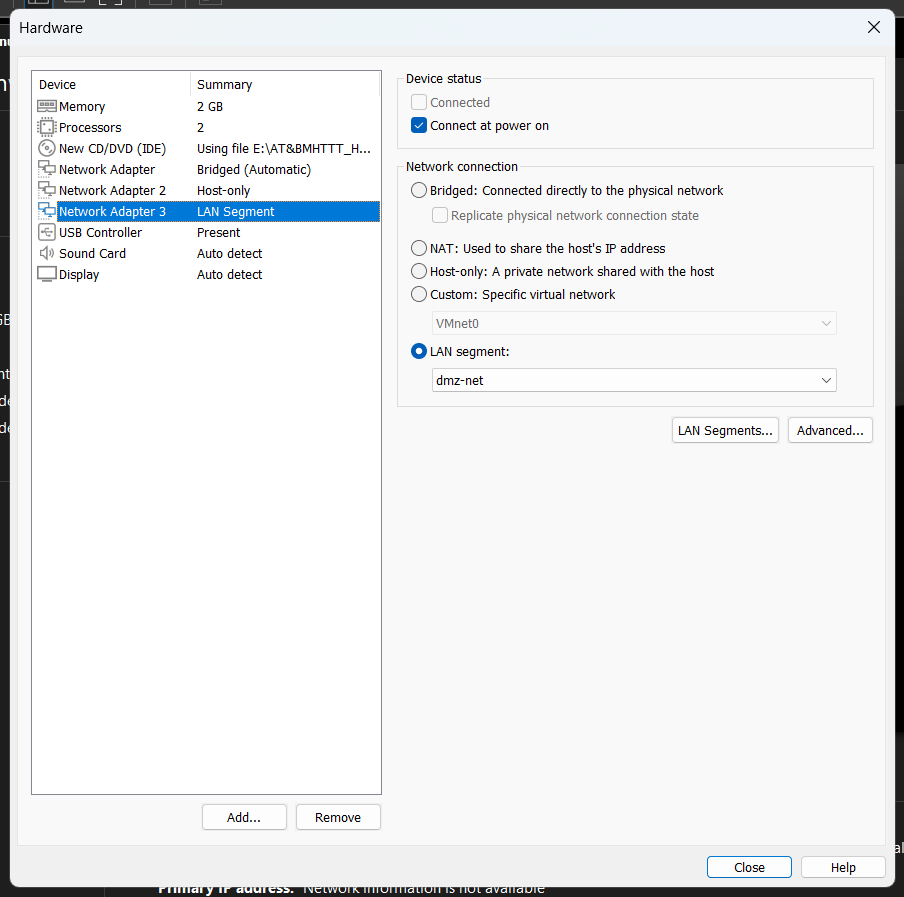 Hardware
Device Summary
Memory 2 GB
Processors 2
New CD/DVD (IDE) Using file E:\AT&BMHTTT_H...
Network Adapter Bridged (Automatic)
Network Adapter 2 Host-only
Network Adapter 3 LAN Segment
USB Controller Present
Sound Card Auto detect
Display Auto detect
Add...
Remove
Device status
Connected
Connect at power on
Network connection
Bridged: Connected directly to the physical network
Replicate physical network connection state
NAT: Used to share the host's IP address
Host-only: A private network shared with the host
Custom: Specific virtual network
VMnet0
LAN segment:
dmz-net
LAN Segments...
Advanced...
Close
Help
Primary IP address: Network information is not available